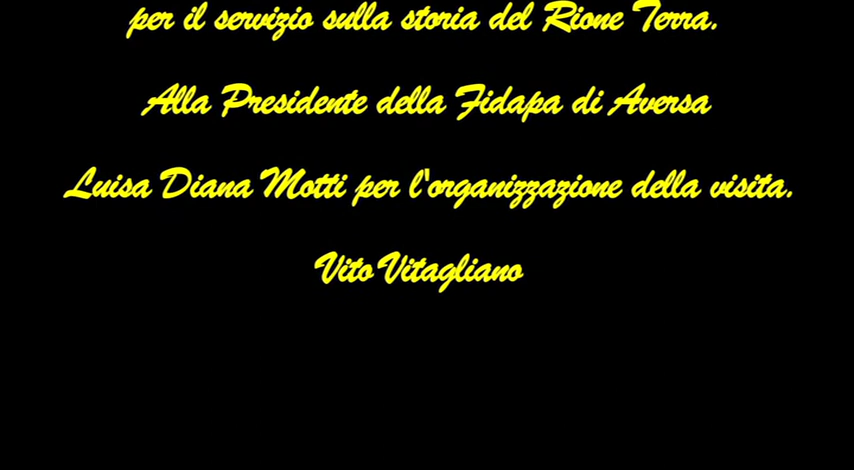 per il servizio sulla storia del Rione Terra.
Alla Presidente della Fidapa di Aversa
Luisa Diana Motti per l'organizzazione della visita.
Vito Vitagliano